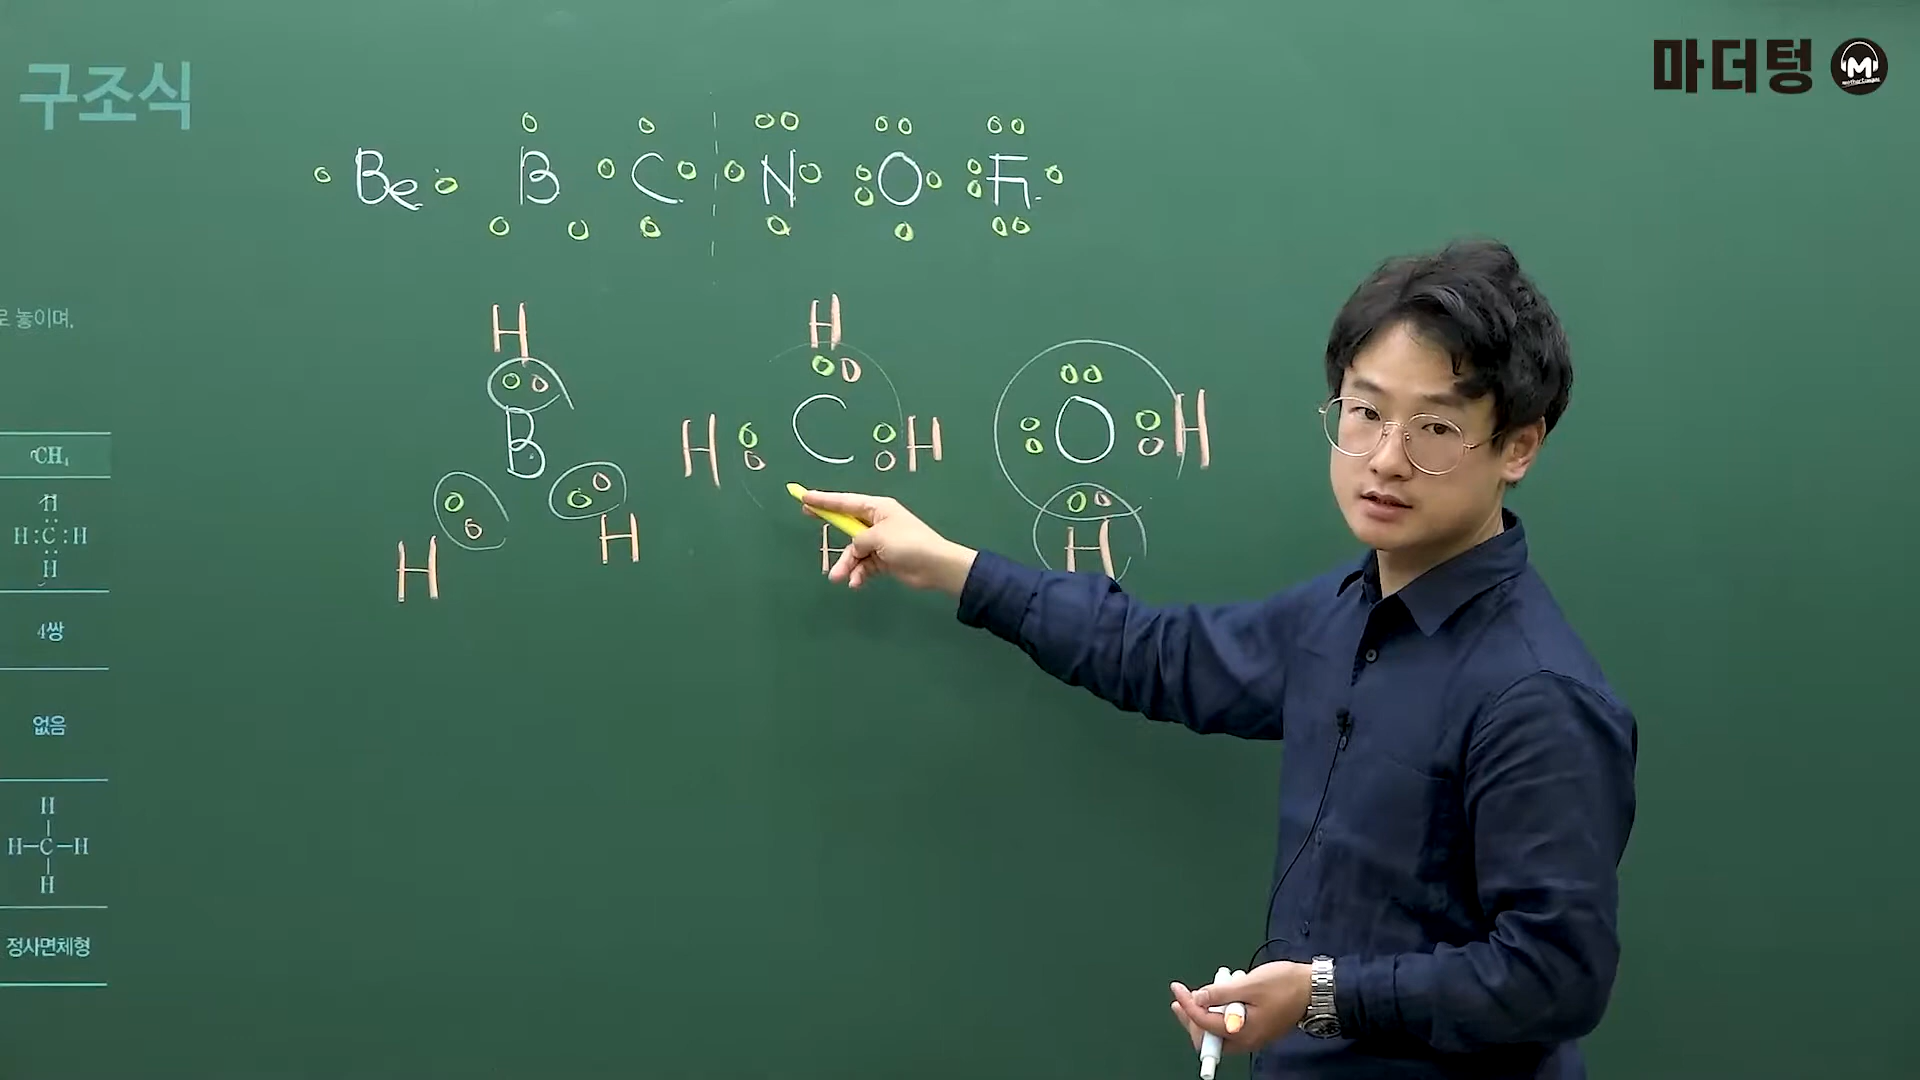 구조식
마더텅
M
Be B C N O F
로 놓이며.
H
B
H H
H
H C H
H
O H
H
CH₄
H
H:C:H
H
4쌍
없음
H
H-C-H
H
정사면체형